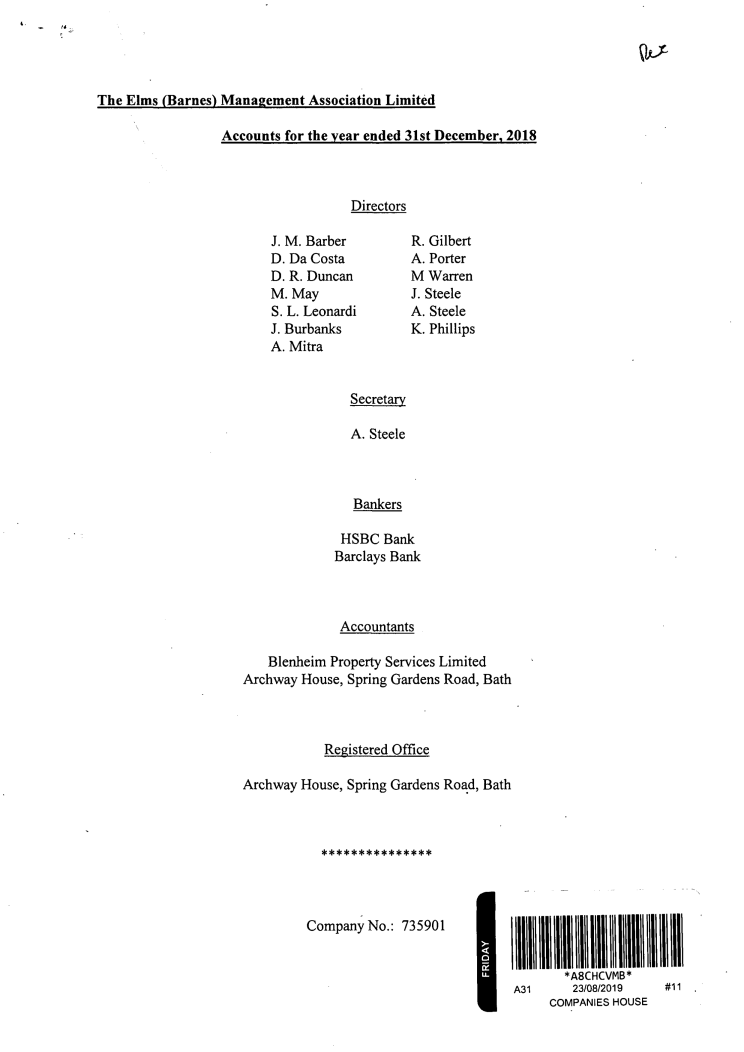 The Elms (Barnes) Management Association Limited
Accounts for the year ended 31st December, 2018
Directors
J. M. Barber
D. Da Costa
D. R. Duncan
M. May
S. L. Leonardi
J. Burbanks
A. Mitra
R. Gilbert
A. Porter
M Warren
J. Steele
A. Steele
K. Phillips
Secretary
A. Steele
Bankers
HSBC Bank
Barclays Bank
Accountants
Blenheim Property Services Limited
Archway House, Spring Gardens Road, Bath
Registered Office
Archway House, Spring Gardens Road, Bath
***************
Company No.: 735901
FRIDAY
*A8CHCVMB*
A31 23/08/2019 #11
COMPANIES HOUSE